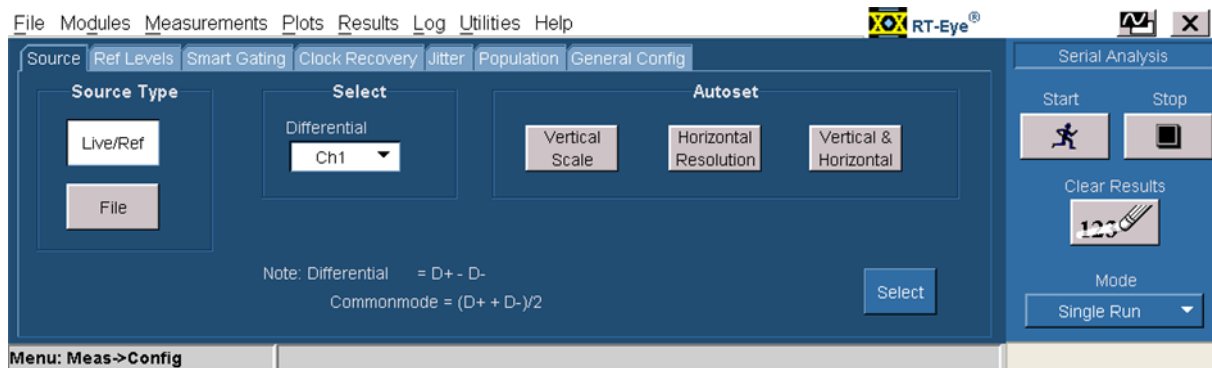 File Modules Measurements Plots Results Log Utilities Help RT-Eye®
Source Ref Levels Smart Gating Clock Recovery Jitter Population General Config
Source Type
Live/Ref
File
Select
Differential
Ch1
Autoset
Vertical
Scale
Horizontal
Resolution
Vertical &
Horizontal
Note: Differential = D+ - D-
Commonmode = (D+ + D-)/2
Select
Serial Analysis
Start Stop
Clear Results
123
Mode
Single Run
Menu: Meas->Config